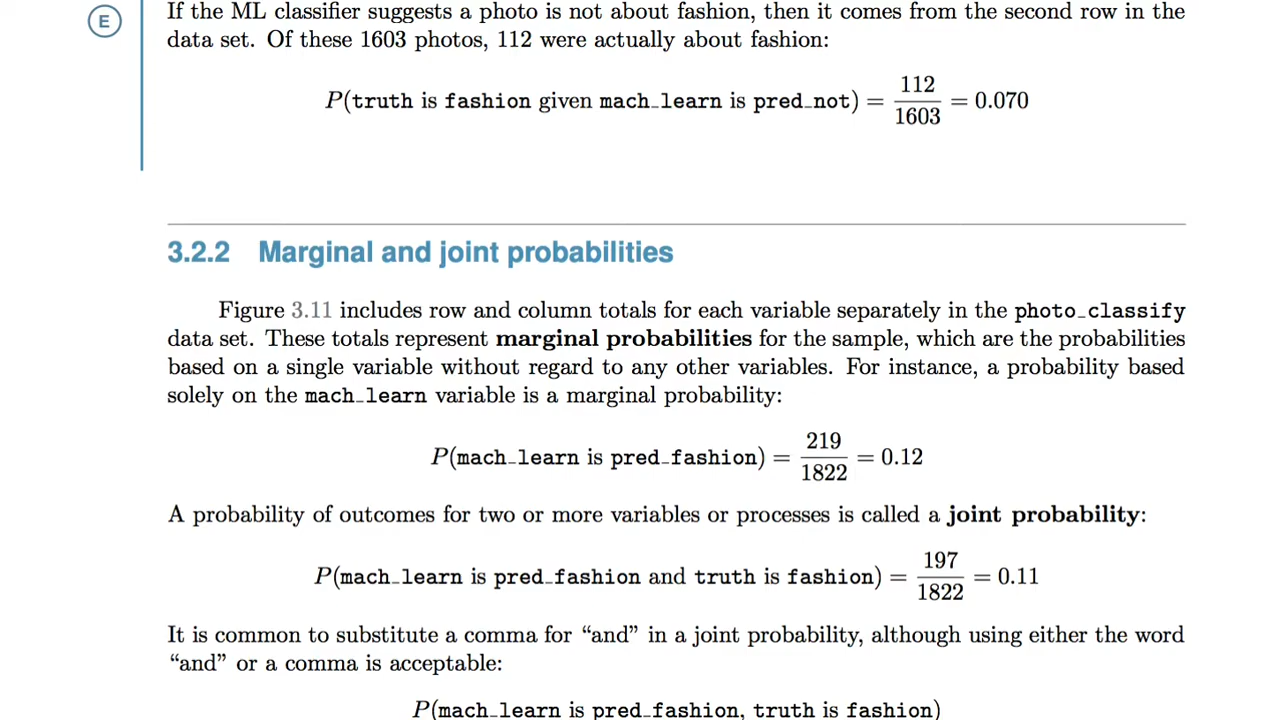 E
If the ML classifier suggests a photo is not about fashion, then it comes from the second row in the
data set. Of these 1603 photos, 112 were actually about fashion:
P(truth is fashion given mach_learn is pred_not) = 112/1603 = 0.070
3.2.2 Marginal and joint probabilities
Figure 3.11 includes row and column totals for each variable separately in the photo_classify
data set. These totals represent marginal probabilities for the sample, which are the probabilities
based on a single variable without regard to any other variables. For instance, a probability based
solely on the mach_learn variable is a marginal probability:
P(mach_learn is pred_fashion) = 219/1822 = 0.12
A probability of outcomes for two or more variables or processes is called a joint probability:
P(mach_learn is pred_fashion and truth is fashion) = 197/1822 = 0.11
It is common to substitute a comma for “and” in a joint probability, although using either the word
“and” or a comma is acceptable:
P(mach_learn is pred_fashion, truth is fashion)